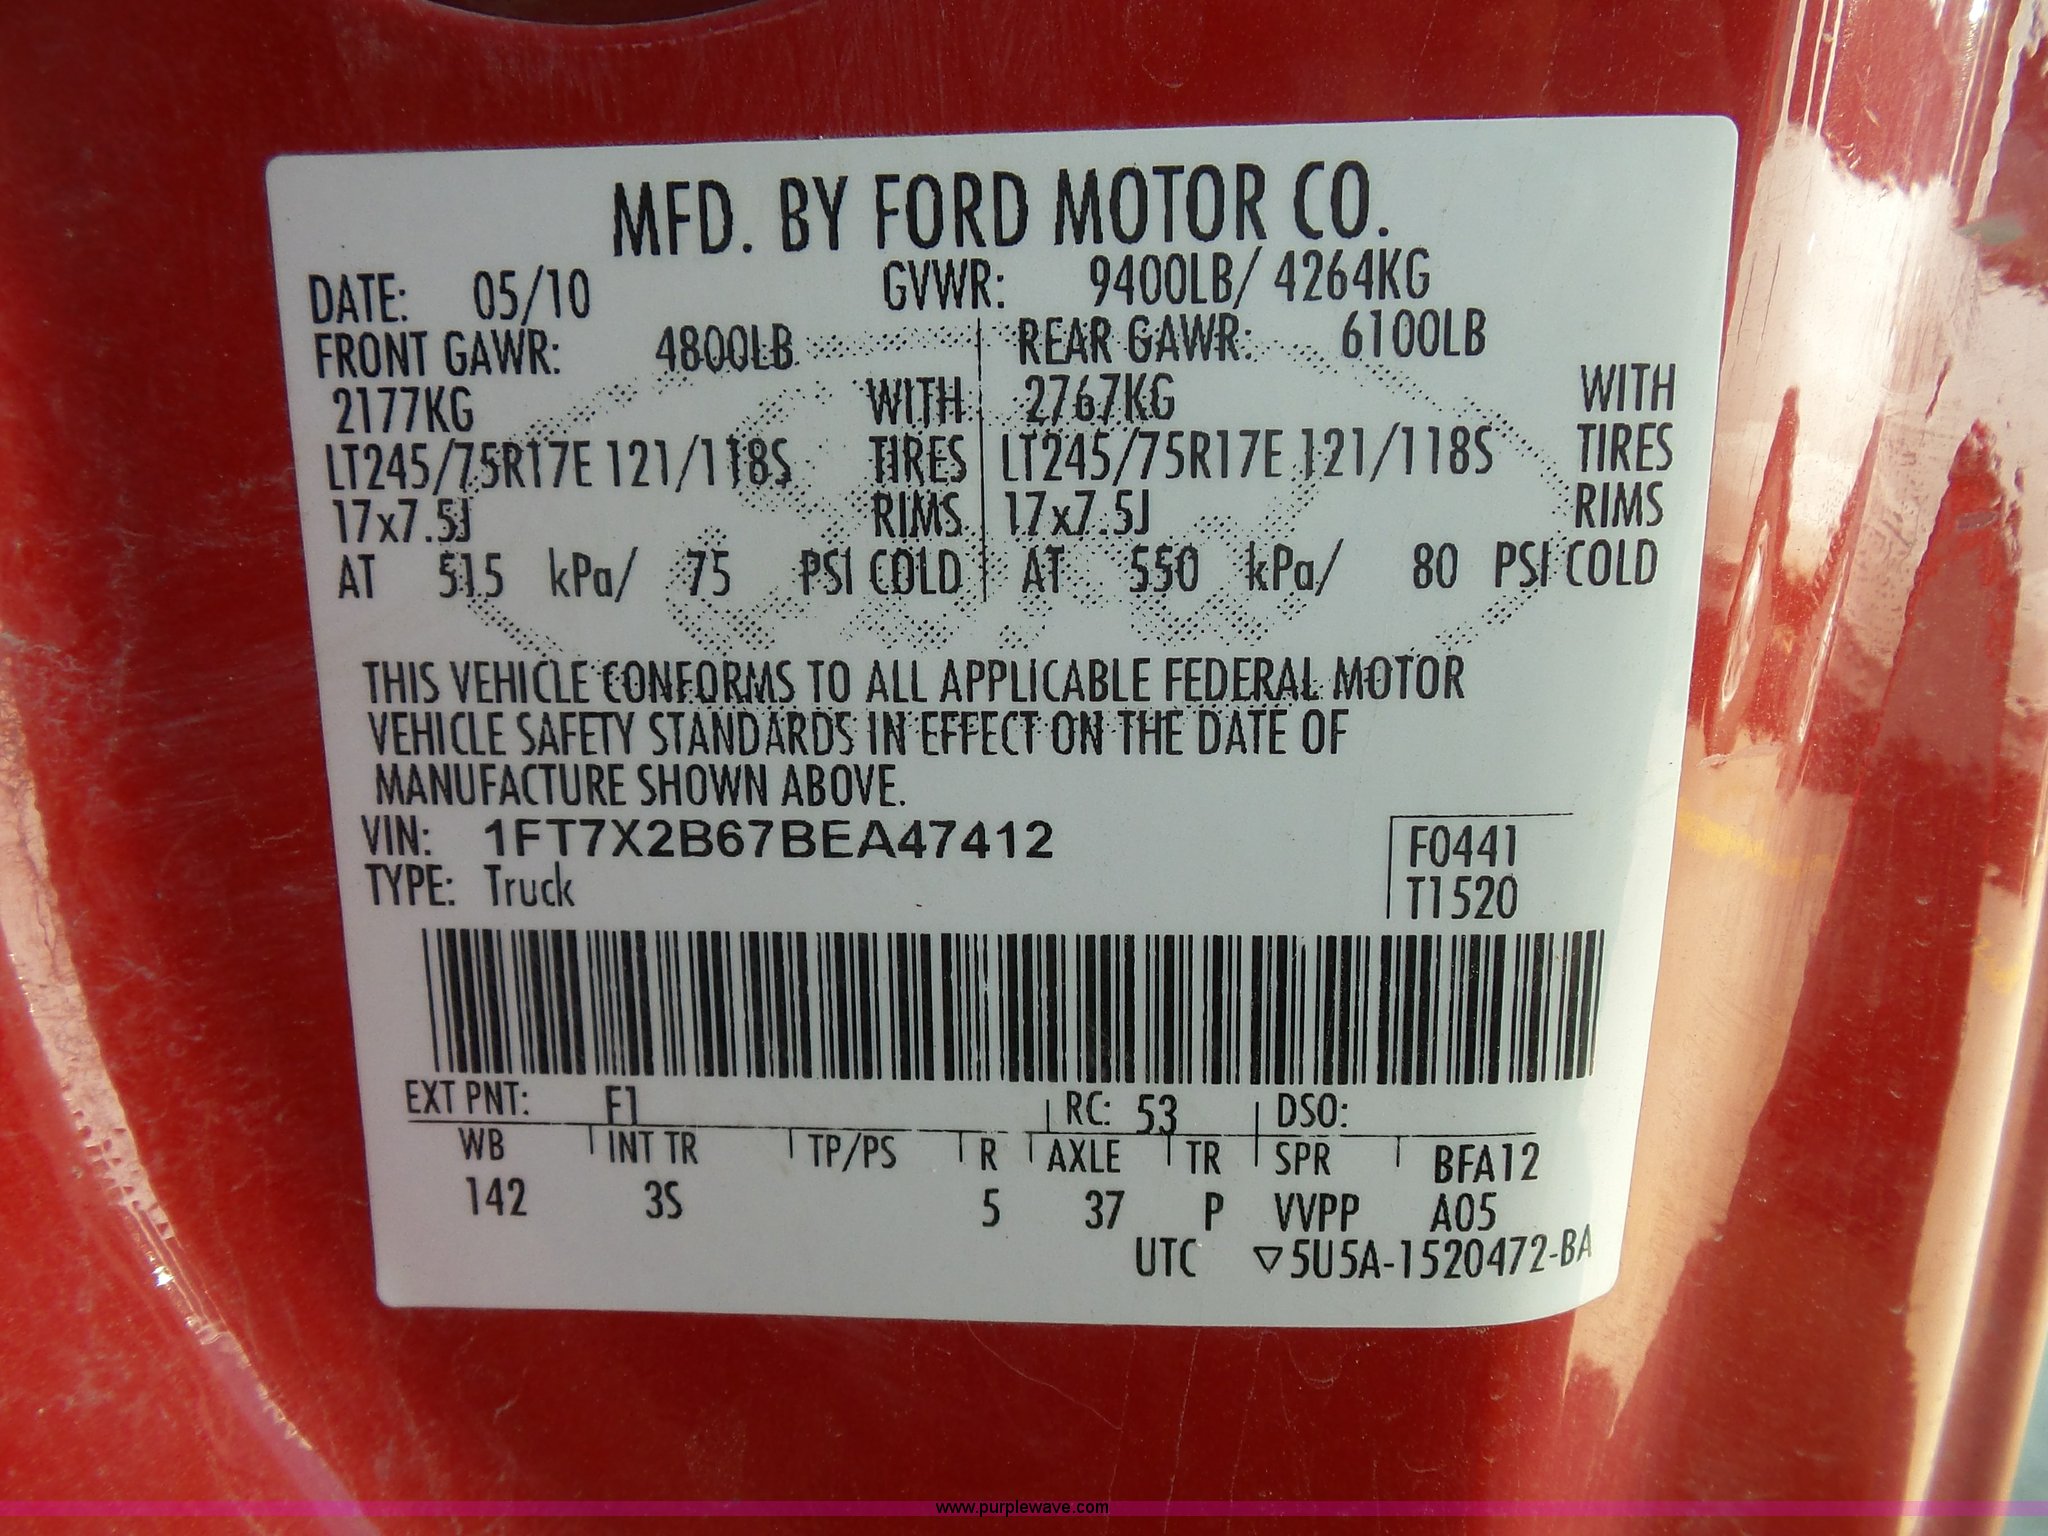 MFD. BY FORD MOTOR CO.
DATE: 05/10 GVWR: 9400LB/ 4264KG
FRONT GAWR: 4800LB REAR GAWR: 6100LB
2177KG WITH 2767KG WITH
LT245/75R17E 121/118S TIRES LT245/75R17E 121/118S TIRES
17x7.5J RIMS 17x7.5J RIMS
AT 515 kPa/ 75 PSI COLD AT 550 kPa/ 80 PSI COLD
THIS VEHICLE CONFORMS TO ALL APPLICABLE FEDERAL MOTOR
VEHICLE SAFETY STANDARDS IN EFFECT ON THE DATE OF
MANUFACTURE SHOWN ABOVE.
VIN: 1FT7X2B67BEA47412 F0441
TYPE: Truck T1520
EXT PNT: F1 RC: 53 DSO:
WB INT TR TP/PS R AXLE TR SPR BFA12
142 3S 5 37 P VVPP A05
UTC ▽5U5A-1520472-BA
www.purplewave.com